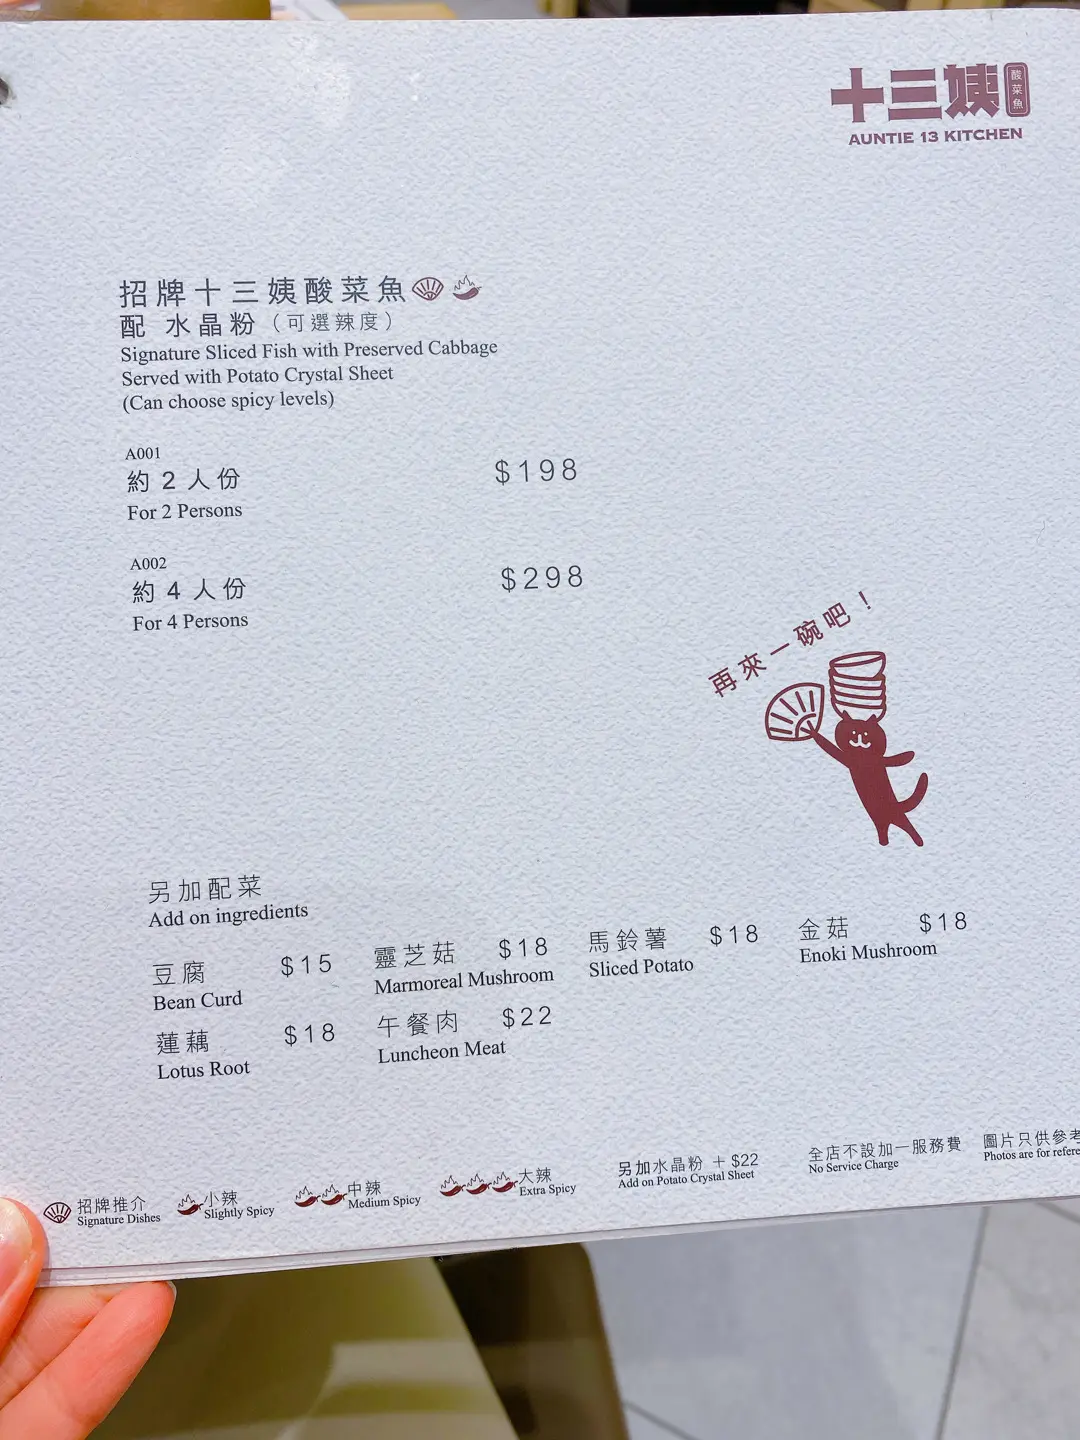 十三姨 酸菜魚
AUNTIE 13 KITCHEN
招牌十三姨酸菜魚
配 水晶粉（可選辣度）
Signature Sliced Fish with Preserved Cabbage
Served with Potato Crystal Sheet
(Can choose spicy levels)
A001
約 2 人份 $198
For 2 Persons
A002
約 4 人份 $298
For 4 Persons
再來一碗吧！
另加配菜
Add on ingredients
豆腐 $15 靈芝菇 $18 馬鈴薯 $18 金菇 $18
Bean Curd Marmoreal Mushroom Sliced Potato Enoki Mushroom
蓮藕 $18 午餐肉 $22
Lotus Root Luncheon Meat
招牌推介 小辣 中辣 大辣 另加水晶粉 + $22 全店不設加一服務費 圖片只供參考
Signature Dishes Slightly Spicy Medium Spicy Extra Spicy Add on Potato Crystal Sheet No Service Charge Photos are for refere